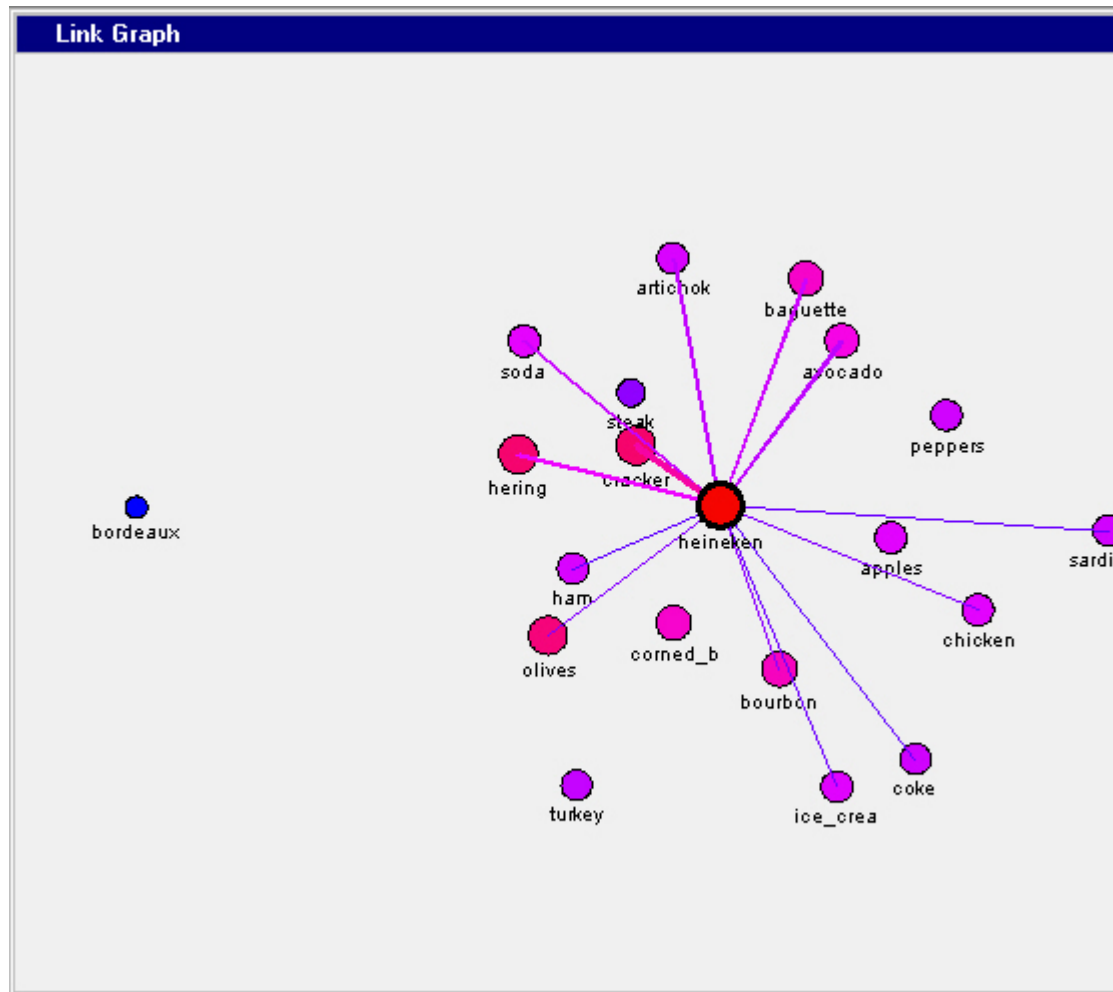 Link Graph
artichok
baguette
soda
avocado
steak
peppers
cracker
hering
bordeaux
heineken
apples
sardi
ham
chicken
corned_b
olives
bourbon
coke
turkey
ice_crea